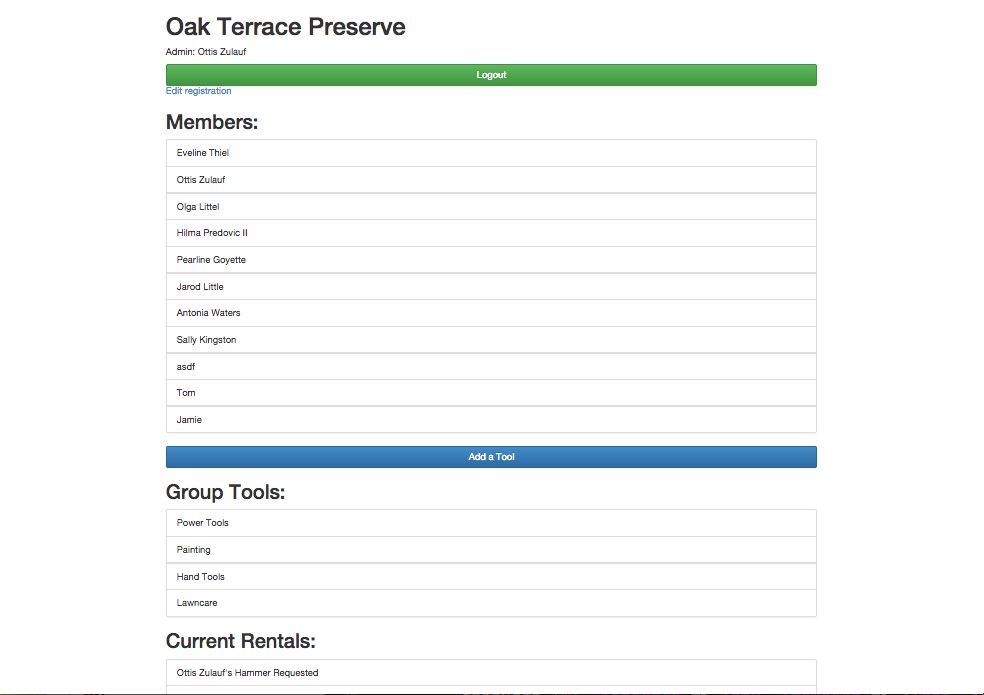 Oak Terrace Preserve
Admin: Ottis Zulauf
Logout
Edit registration
Members:
Eveline Thiel
Ottis Zulauf
Olga Littel
Hilma Predovic II
Pearline Goyette
Jarod Little
Antonia Waters
Sally Kingston
asdf
Tom
Jamie
Add a Tool
Group Tools:
Power Tools
Painting
Hand Tools
Lawncare
Current Rentals:
Ottis Zulauf's Hammer Requested